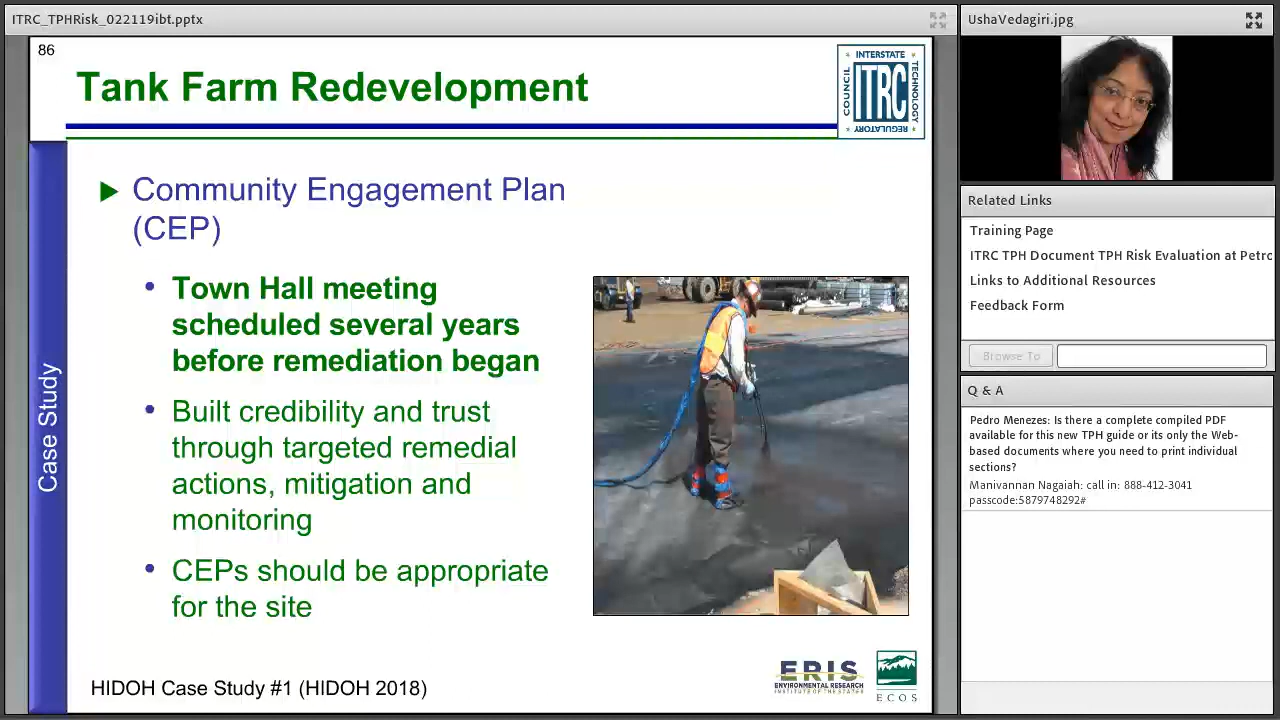 ITRC_TPHRisk_022119ibt.pptx
86
Tank Farm Redevelopment
INTERSTATE
COUNCIL
ITRC
TECHNOLOGY
REGULATORY
Case Study
Community Engagement Plan
(CEP)
Town Hall meeting
scheduled several years
before remediation began
Built credibility and trust
through targeted remedial
actions, mitigation and
monitoring
CEPs should be appropriate
for the site
HIDOH Case Study #1 (HIDOH 2018)
ERIS
ENVIRONMENTAL RESEARCH
INSTITUTE OF THE STATES
ECOS
UshaVedagiri.jpg
Related Links
Training Page
ITRC TPH Document TPH Risk Evaluation at Petrc
Links to Additional Resources
Feedback Form
Browse To
Q & A
Pedro Menezes: Is there a complete compiled PDF
available for this new TPH guide or its only the Web-
based documents where you need to print individual
sections?
Manivannan Nagaiah: call in: 888-412-3041
passcode:5879748292#